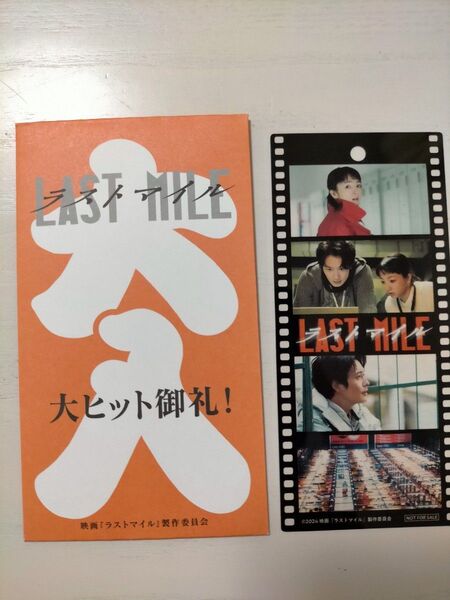 大入
LAST MILE
ラストマイル
大ヒット御礼！
映画『ラストマイル』製作委員会
LAST MILE
ラストマイル
©2024 映画『ラストマイル』製作委員会
NOT FOR SALE